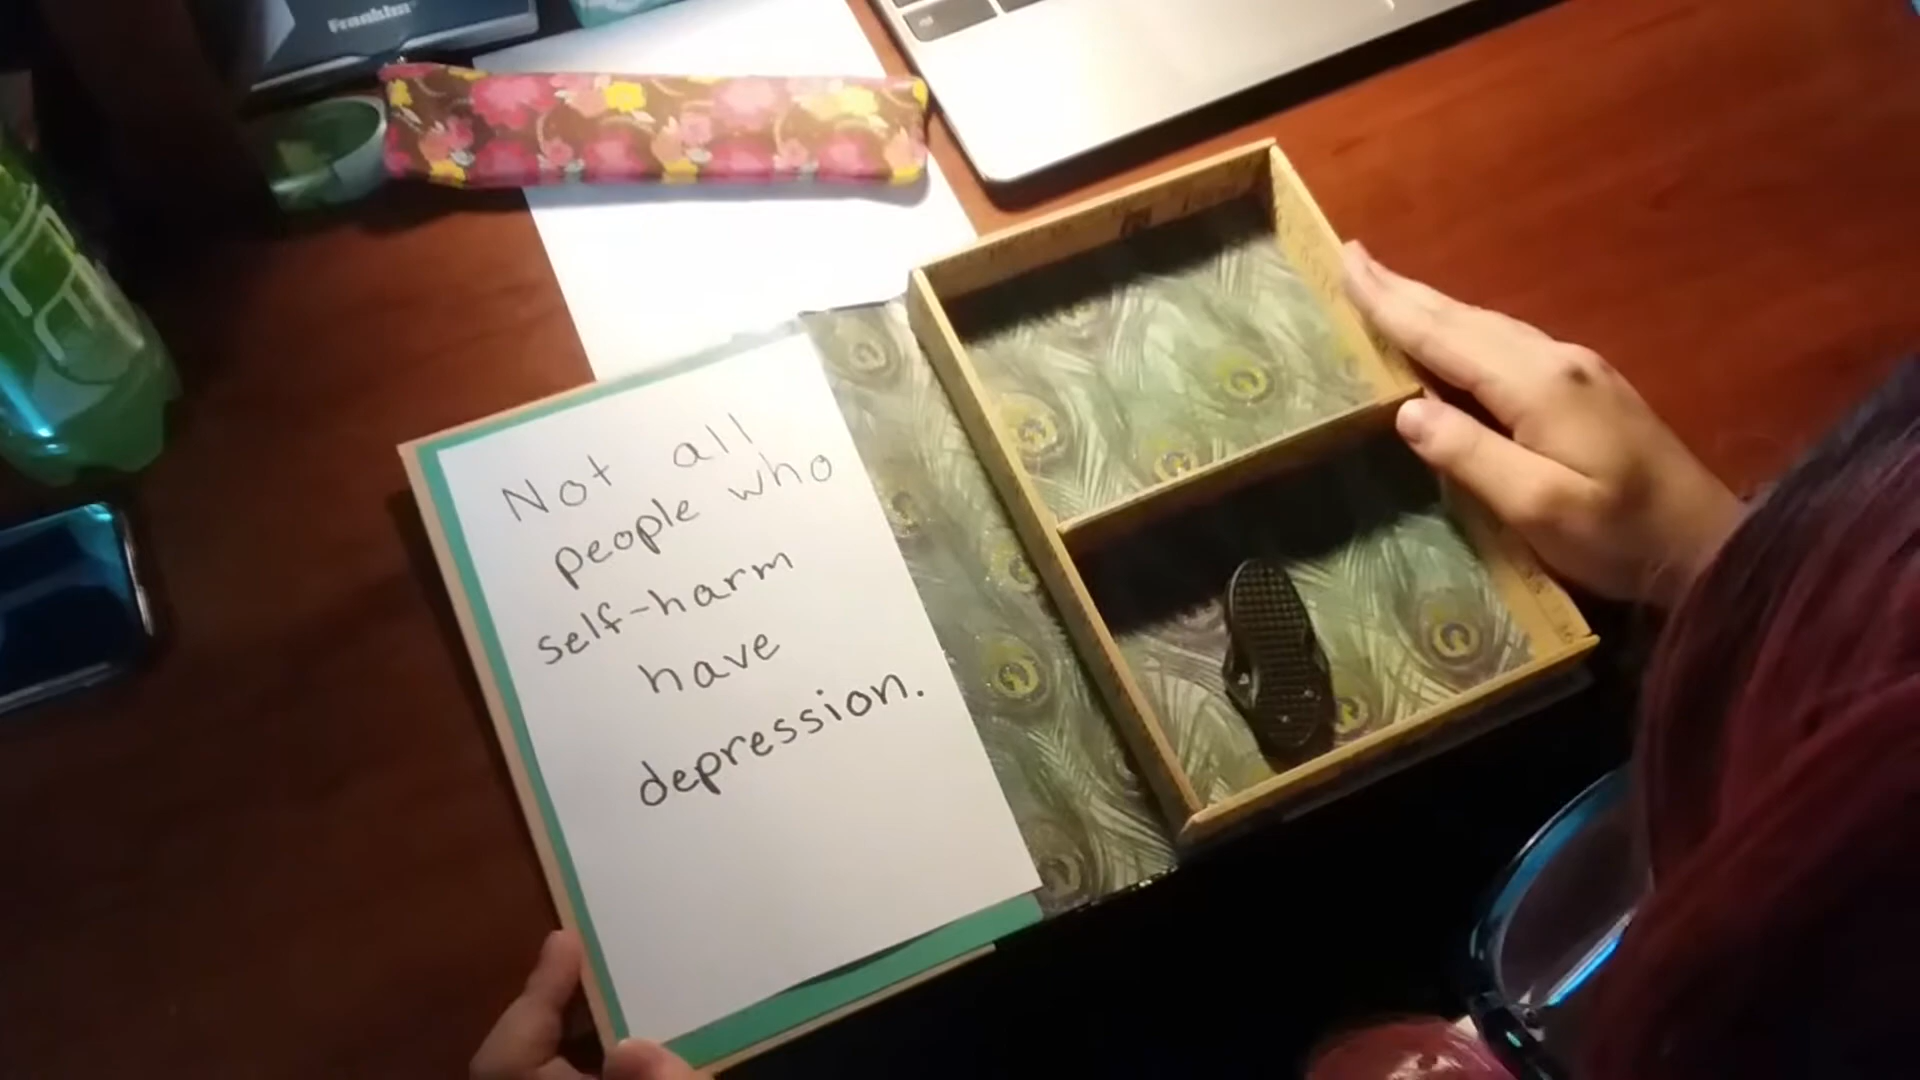 Franklin
Not all
people who
self-harm
have
depression.